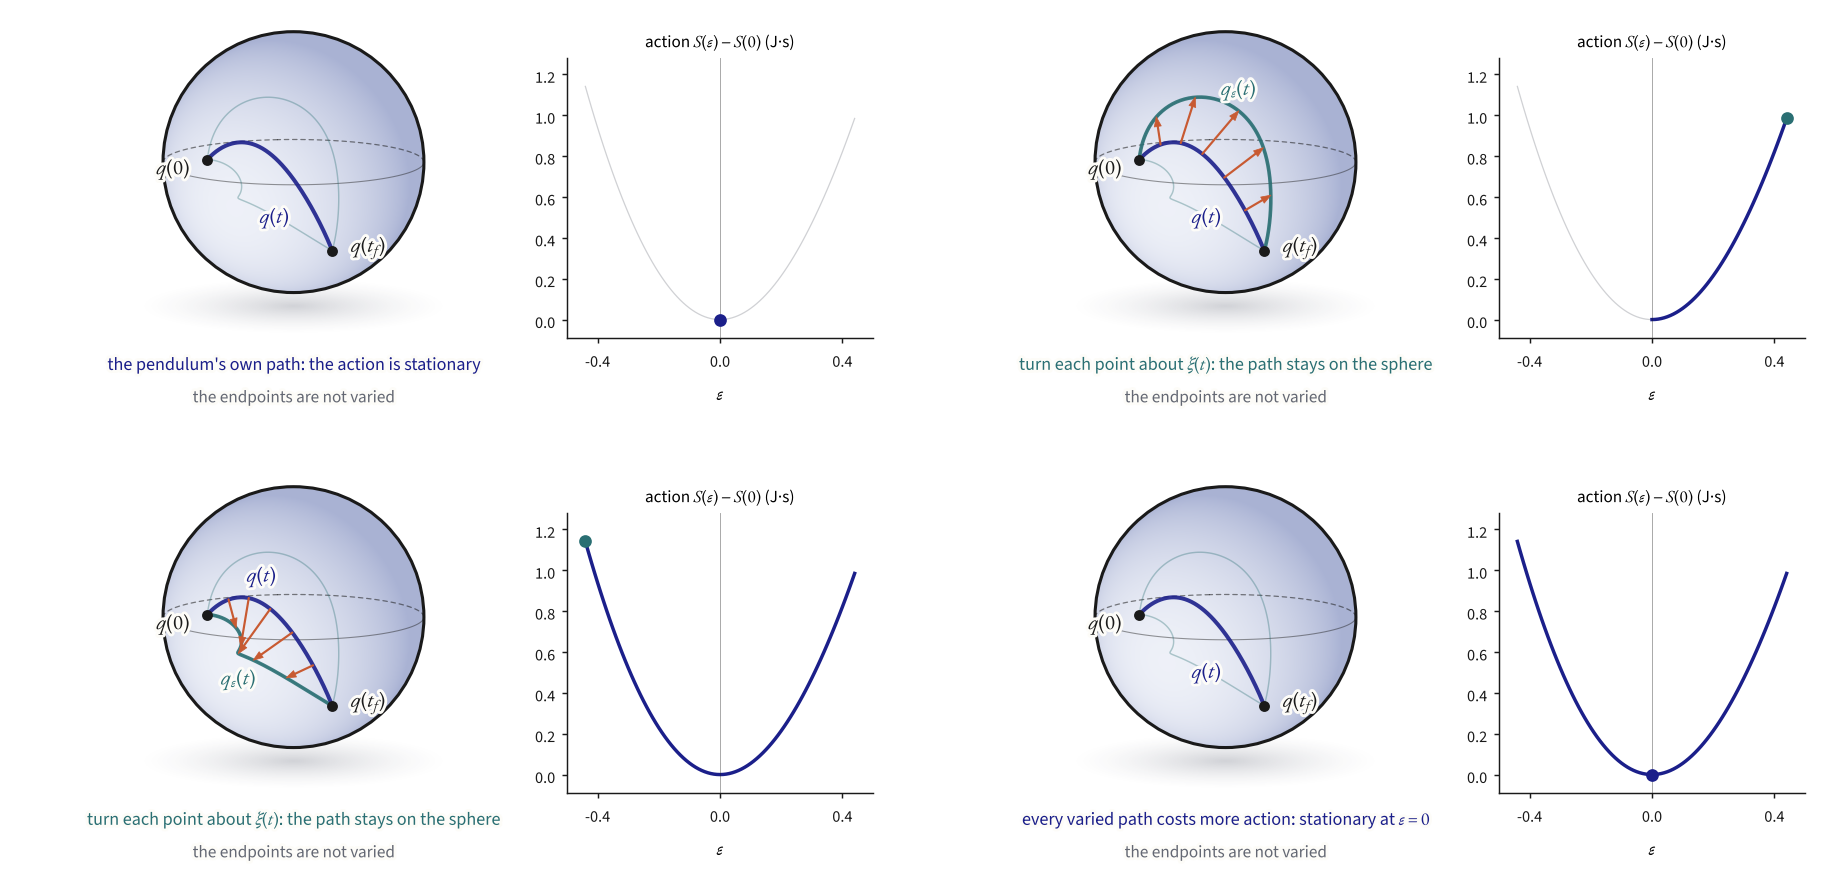 action S(ε) – S(0) (J·s)
1.2
1.0
0.8
0.6
0.4
0.2
0.0
-0.4 0.0 0.4
ε
q(0)
q(t)
q(t_f)
the pendulum's own path: the action is stationary
the endpoints are not varied
action S(ε) – S(0) (J·s)
1.2
1.0
0.8
0.6
0.4
0.2
0.0
-0.4 0.0 0.4
ε
q_ε(t)
q(0)
q(t)
q(t_f)
turn each point about ξ(t): the path stays on the sphere
the endpoints are not varied
action S(ε) – S(0) (J·s)
1.2
1.0
0.8
0.6
0.4
0.2
0.0
-0.4 0.0 0.4
ε
q(t)
q(0)
q_ε(t)
q(t_f)
turn each point about ξ(t): the path stays on the sphere
the endpoints are not varied
action S(ε) – S(0) (J·s)
1.2
1.0
0.8
0.6
0.4
0.2
0.0
-0.4 0.0 0.4
ε
q(0)
q(t)
q(t_f)
every varied path costs more action: stationary at ε = 0
the endpoints are not varied